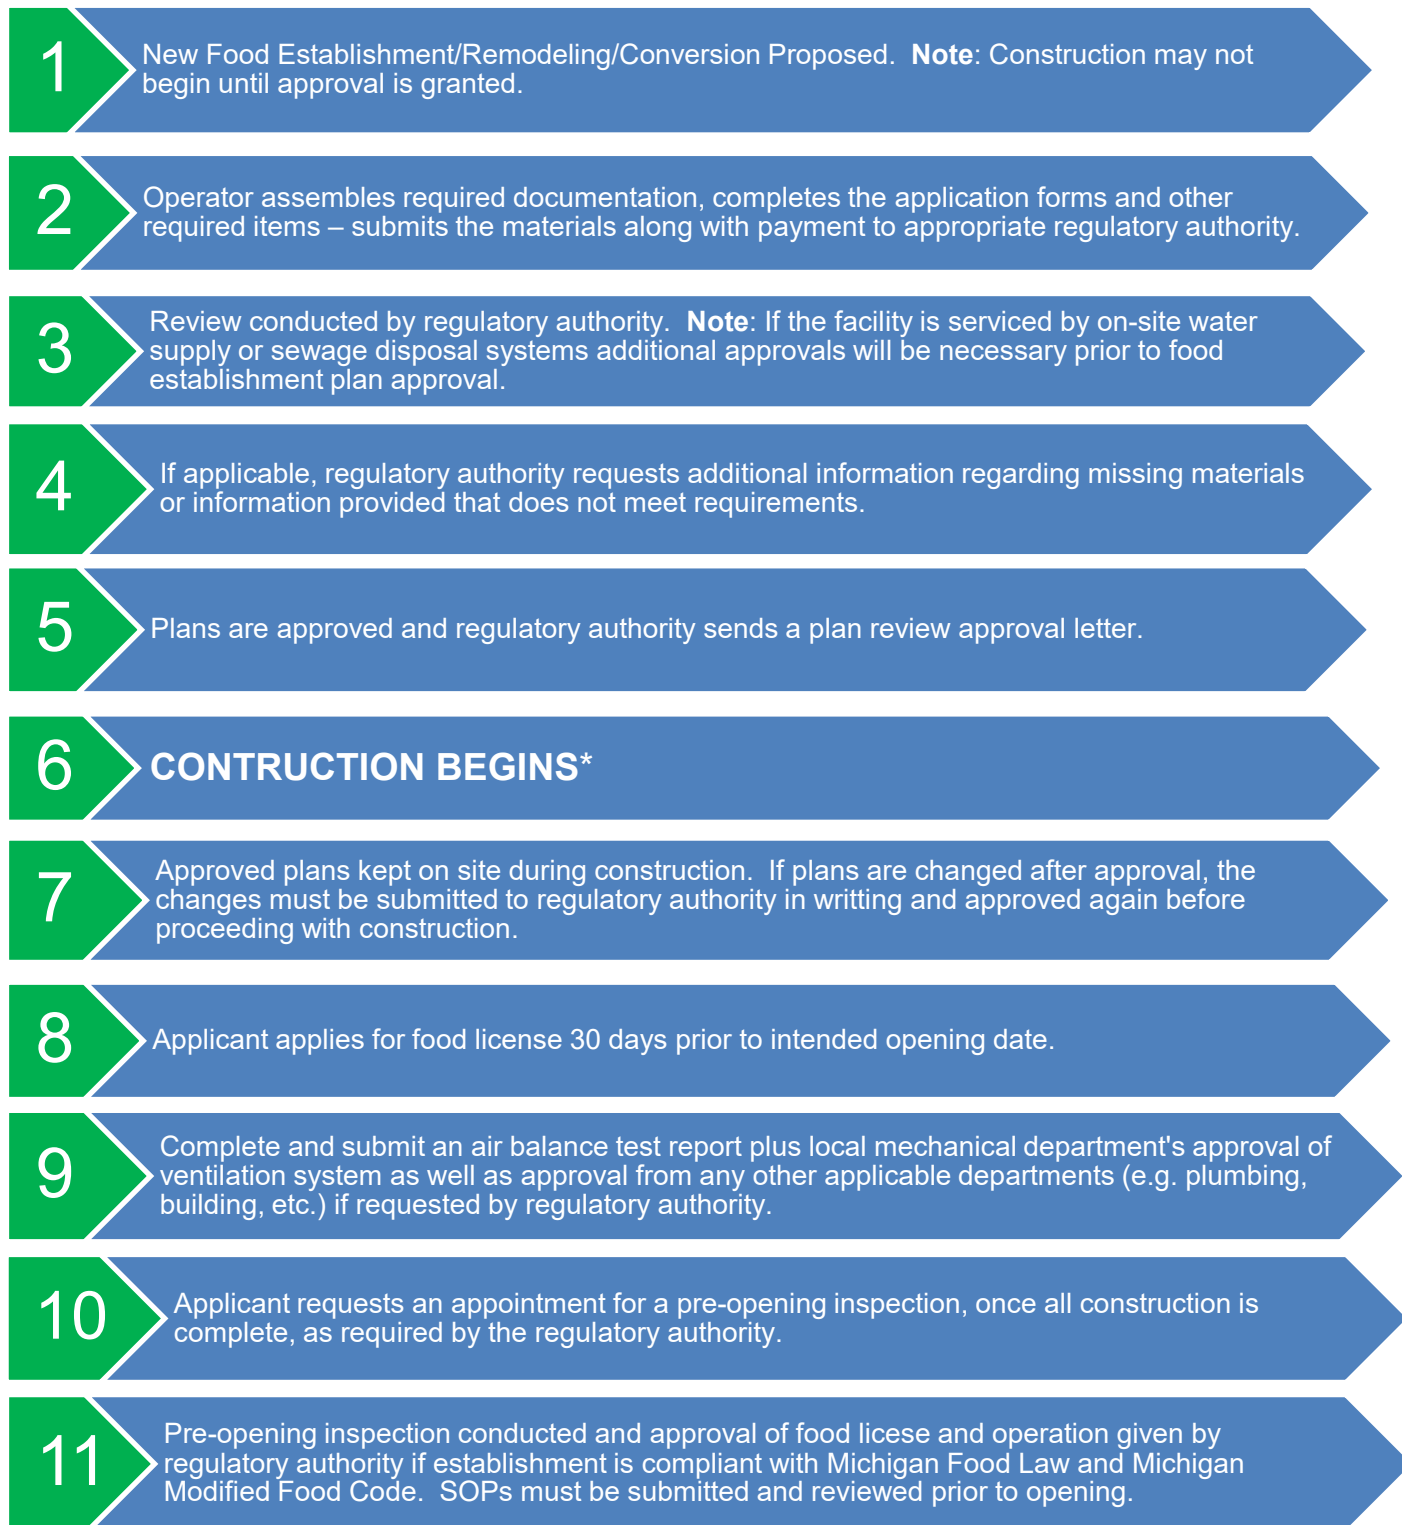 1
New Food Establishment/Remodeling/Conversion Proposed.  Note: Construction may not
begin until approval is granted.
2
Operator assembles required documentation, completes the application forms and other
required items – submits the materials along with payment to appropriate regulatory authority.
3
Review conducted by regulatory authority.  Note: If the facility is serviced by on-site water
supply or sewage disposal systems additional approvals will be necessary prior to food
establishment plan approval.
4
If applicable, regulatory authority requests additional information regarding missing materials
or information provided that does not meet requirements.
5
Plans are approved and regulatory authority sends a plan review approval letter.
6
CONTRUCTION BEGINS*
7
Approved plans kept on site during construction.  If plans are changed after approval, the
changes must be submitted to regulatory authority in writting and approved again before
proceeding with construction.
8
Applicant applies for food license 30 days prior to intended opening date.
9
Complete and submit an air balance test report plus local mechanical department's approval of
ventilation system as well as approval from any other applicable departments (e.g. plumbing,
building, etc.) if requested by regulatory authority.
10
Applicant requests an appointment for a pre-opening inspection, once all construction is
complete, as required by the regulatory authority.
11
Pre-opening inspection conducted and approval of food licese and operation given by
regulatory authority if establishment is compliant with Michigan Food Law and Michigan
Modified Food Code.  SOPs must be submitted and reviewed prior to opening.